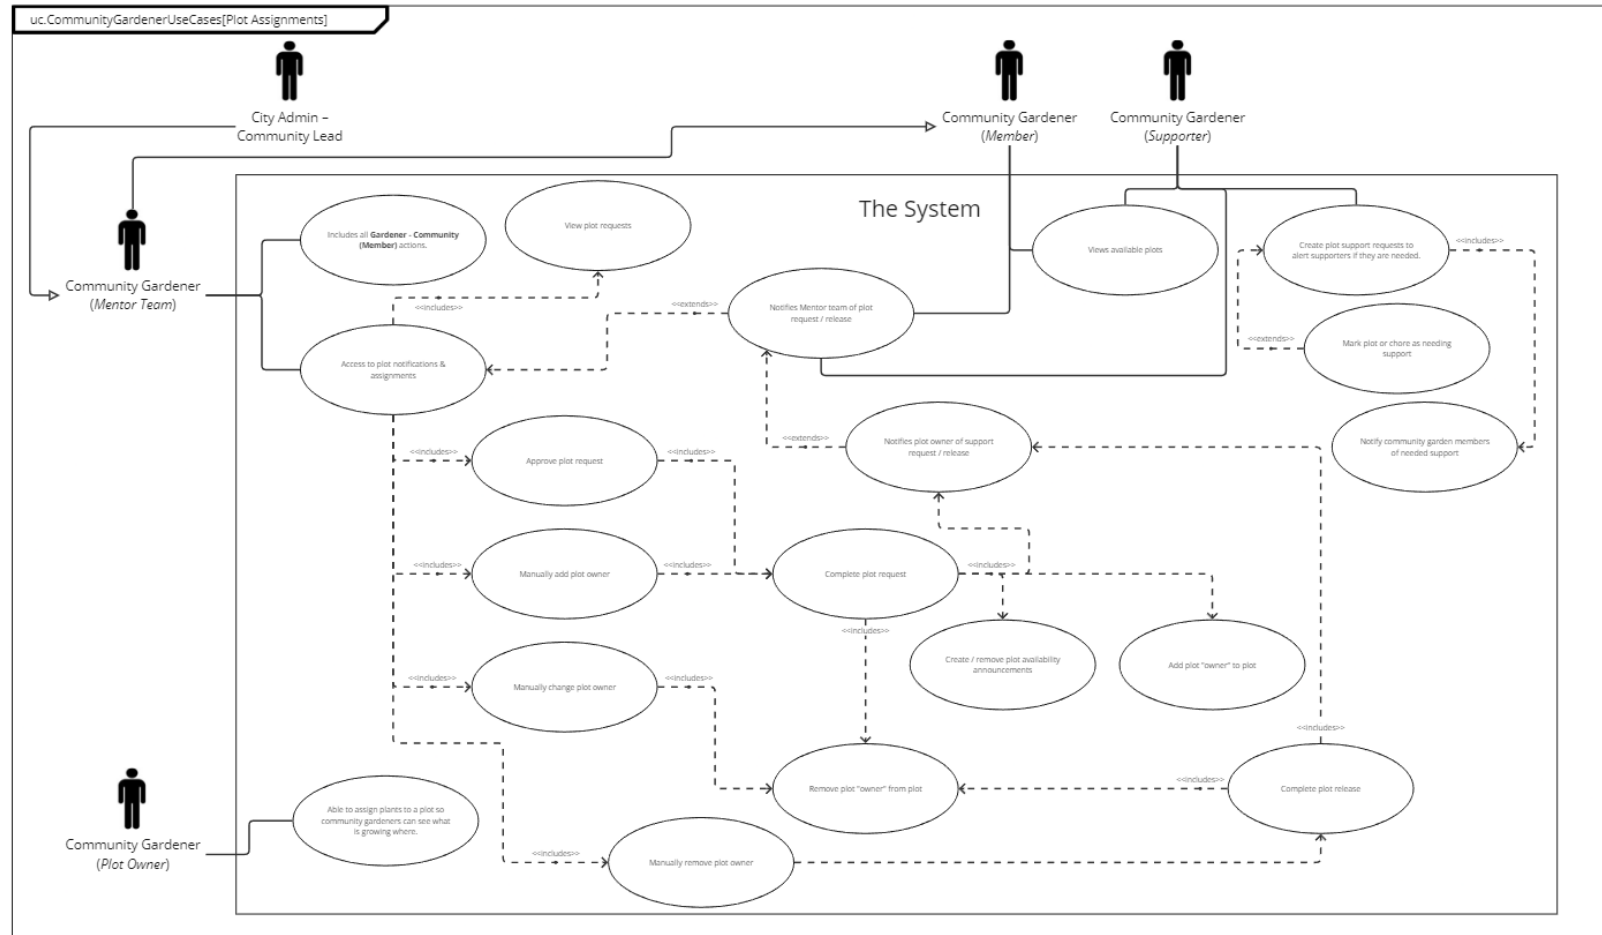 uc.CommunityGardenerUseCases[Plot Assignments]
City Admin –
Community Lead
Community Gardener
(Member)
Community Gardener
(Supporter)
The System
Community Gardener
(Mentor Team)
Includes all Gardener - Community
(Member) actions.
View plot requests
Views available plots
Create plot support requests to
alert supporters if they are needed.
<<includes>>
<<includes>>
<<extends>>
Notifies Mentor team of plot
request / release
<<extends>>
Mark plot or chore as needing
support
Access to plot notifications &
assignments
<<extends>>
Notifies plot owner of support
request / release
Notify community garden members
of needed support
<<includes>>
Approve plot request
<<includes>>
<<includes>>
Manually add plot owner
<<includes>>
Complete plot request
<<includes>>
<<includes>>
Create / remove plot availability
announcements
Add plot "owner" to plot
<<includes>>
Manually change plot owner
<<includes>>
<<includes>>
Remove plot "owner" from plot
<<includes>>
Complete plot release
Able to assign plants to a plot so
community gardeners can see what
is growing where.
Community Gardener
(Plot Owner)
<<includes>>
Manually remove plot owner